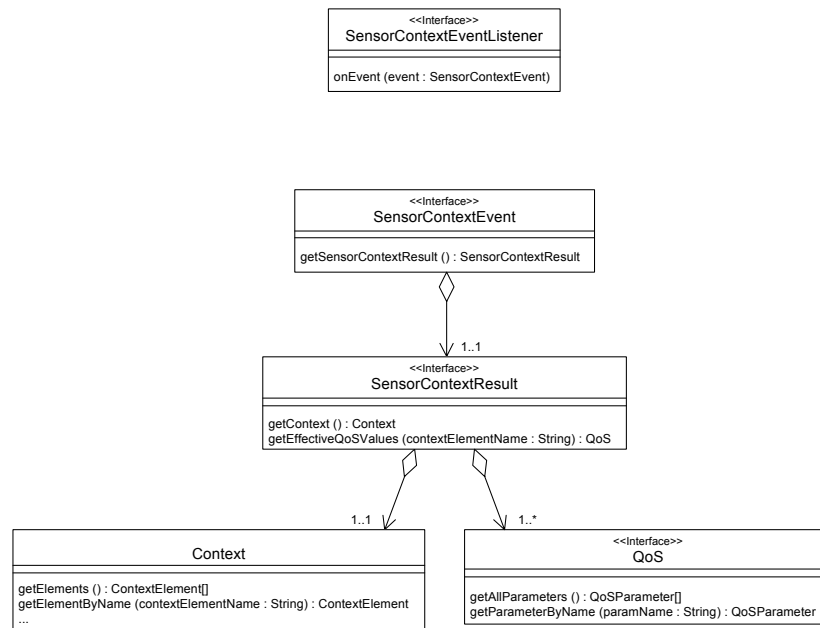 <<Interface>>
SensorContextEventListener
onEvent (event : SensorContextEvent)
<<Interface>>
SensorContextEvent
getSensorContextResult () : SensorContextResult
1..1
<<Interface>>
SensorContextResult
getContext () : Context
getEffectiveQoSValues (contextElementName : String) : QoS
1..1
1..*
Context
getElements () : ContextElement[]
getElementByName (contextElementName : String) : ContextElement
...
<<Interface>>
QoS
getAllParameters () : QoSParameter[]
getParameterByName (paramName : String) : QoSParameter